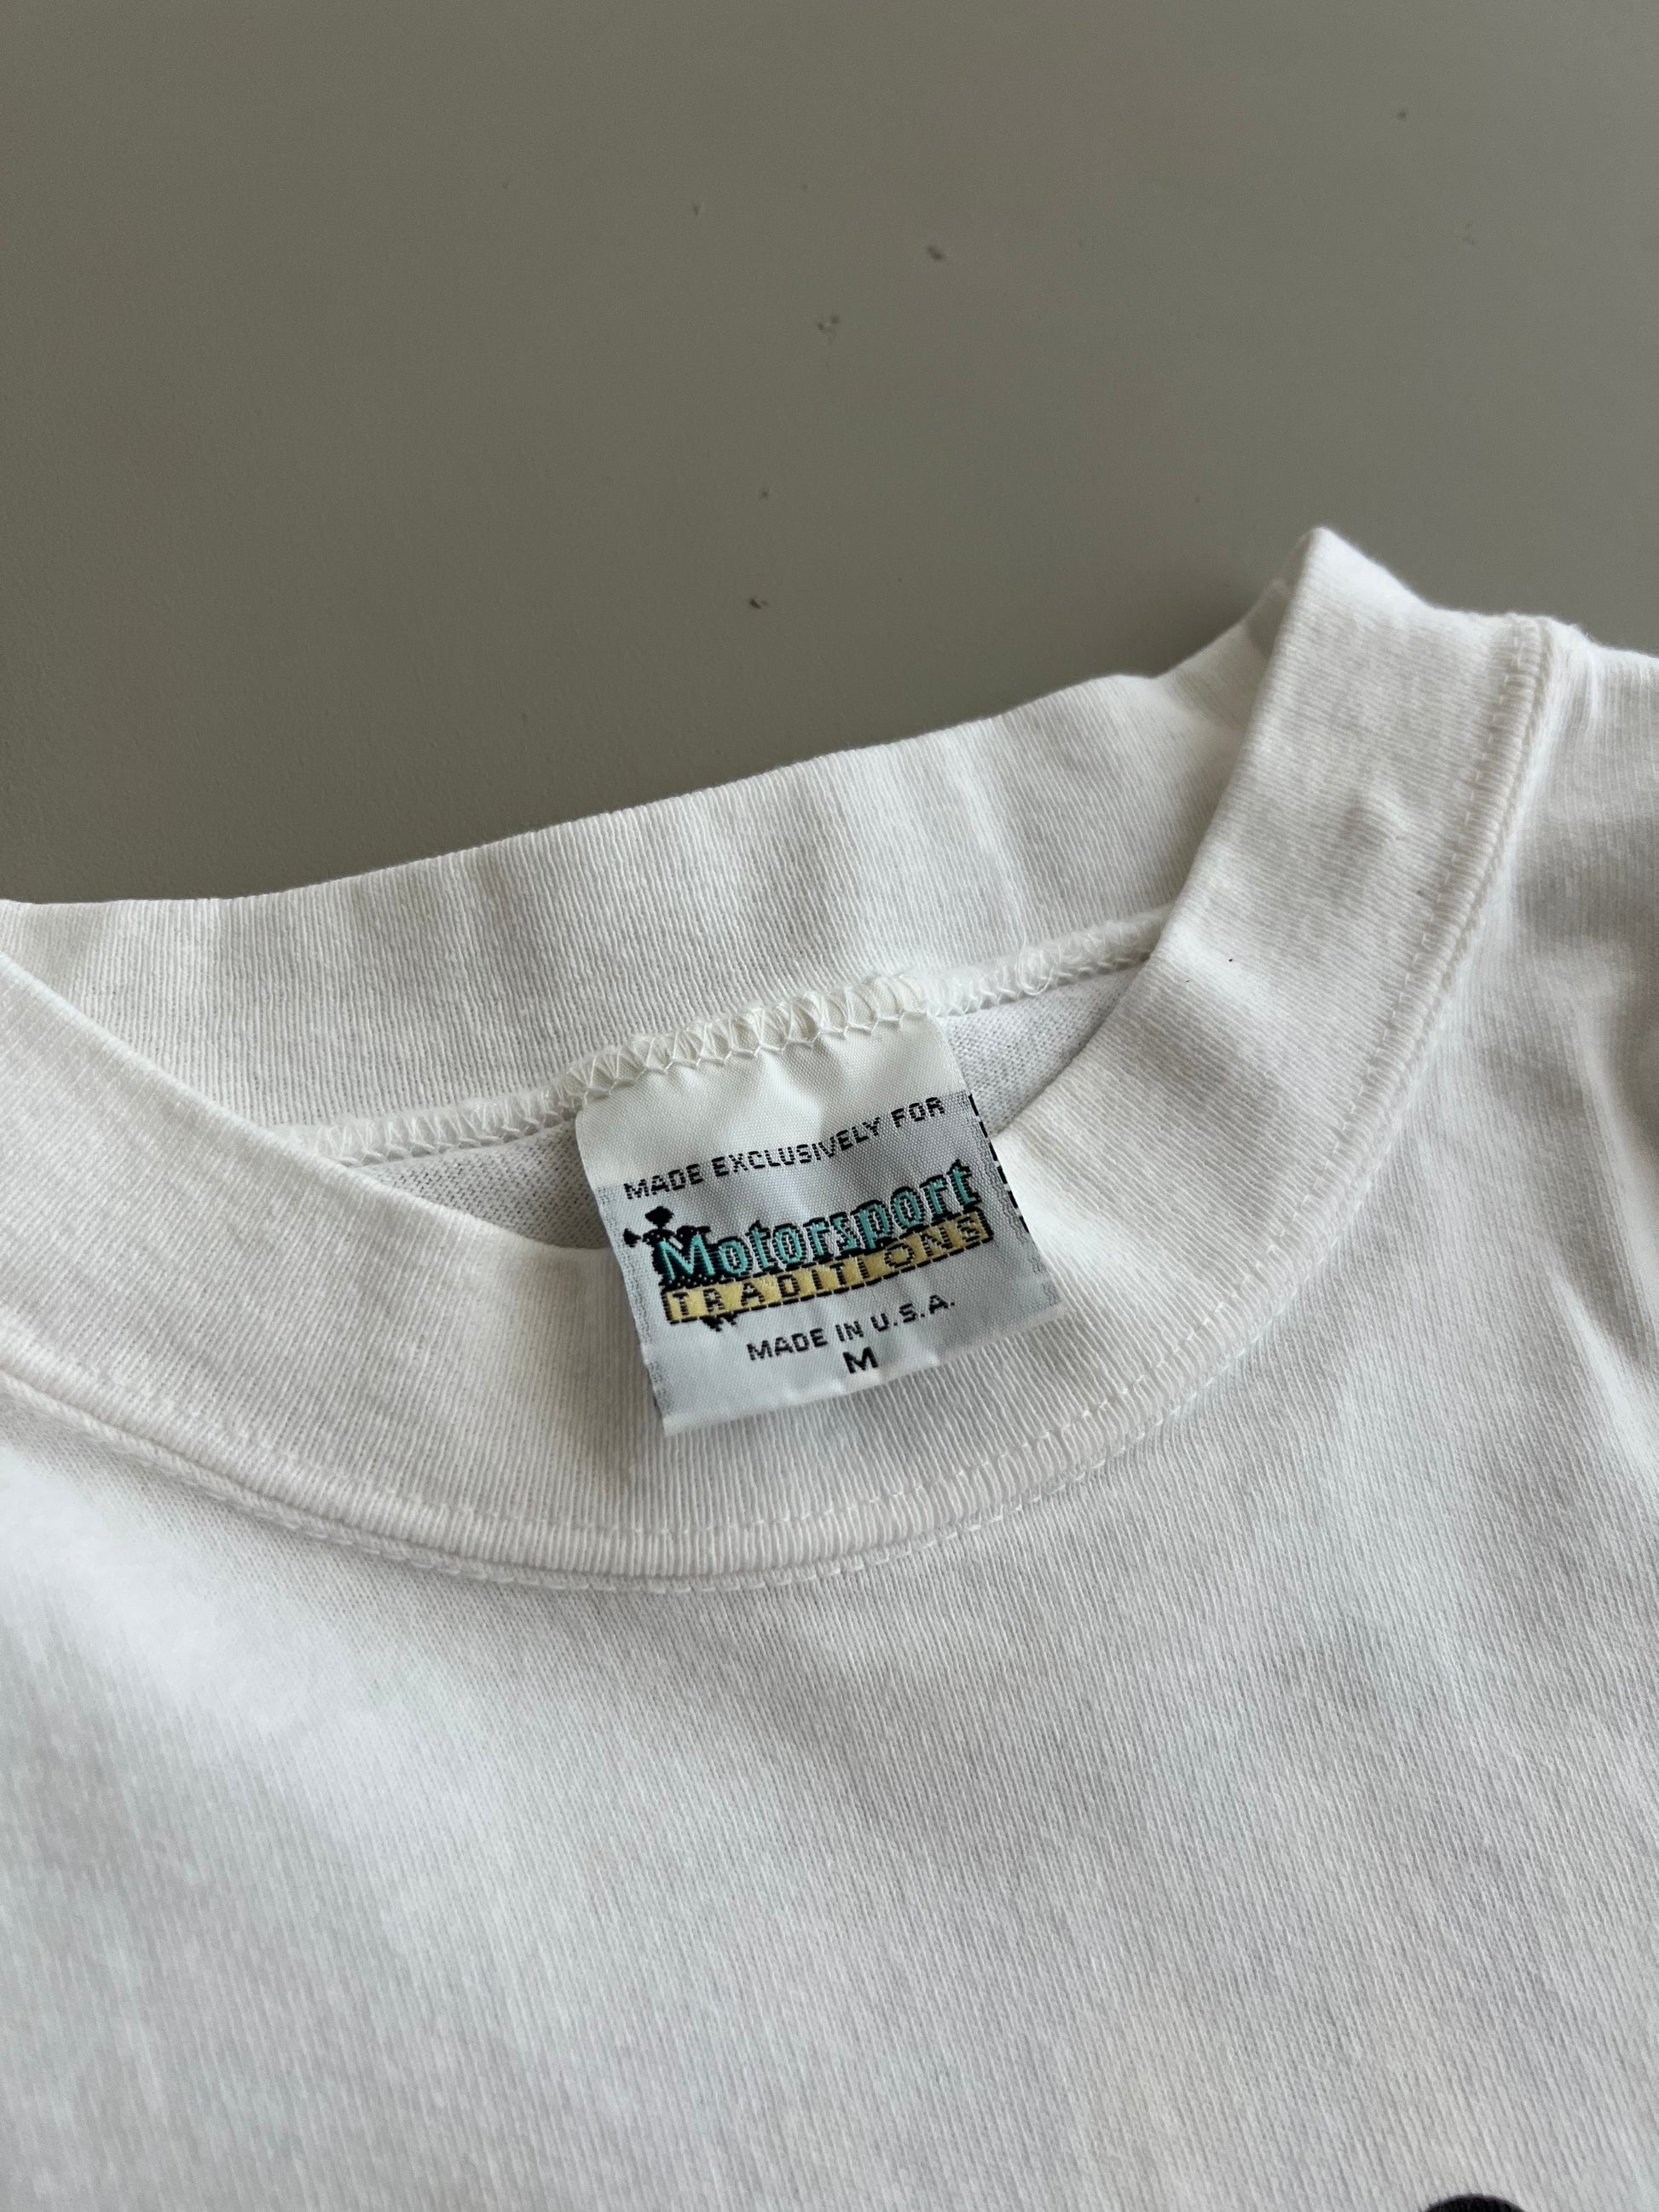 MADE EXCLUSIVELY FOR
Motorsport
TRADITIONS
MADE IN U.S.A.
M